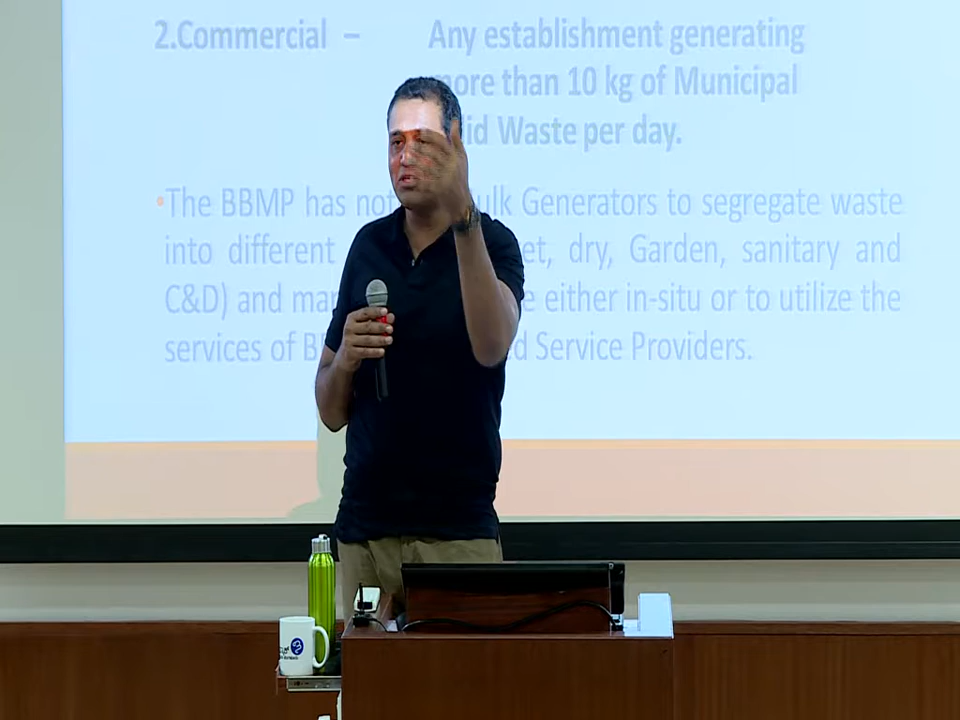 2.Commercial – Any establishment generating
more than 10 kg of Municipal
Waste per day.
•The BBMP has Generators to segregate waste
into different dry, Garden, sanitary and
C&D) and either in-situ or to utilize the
services of Service Providers.